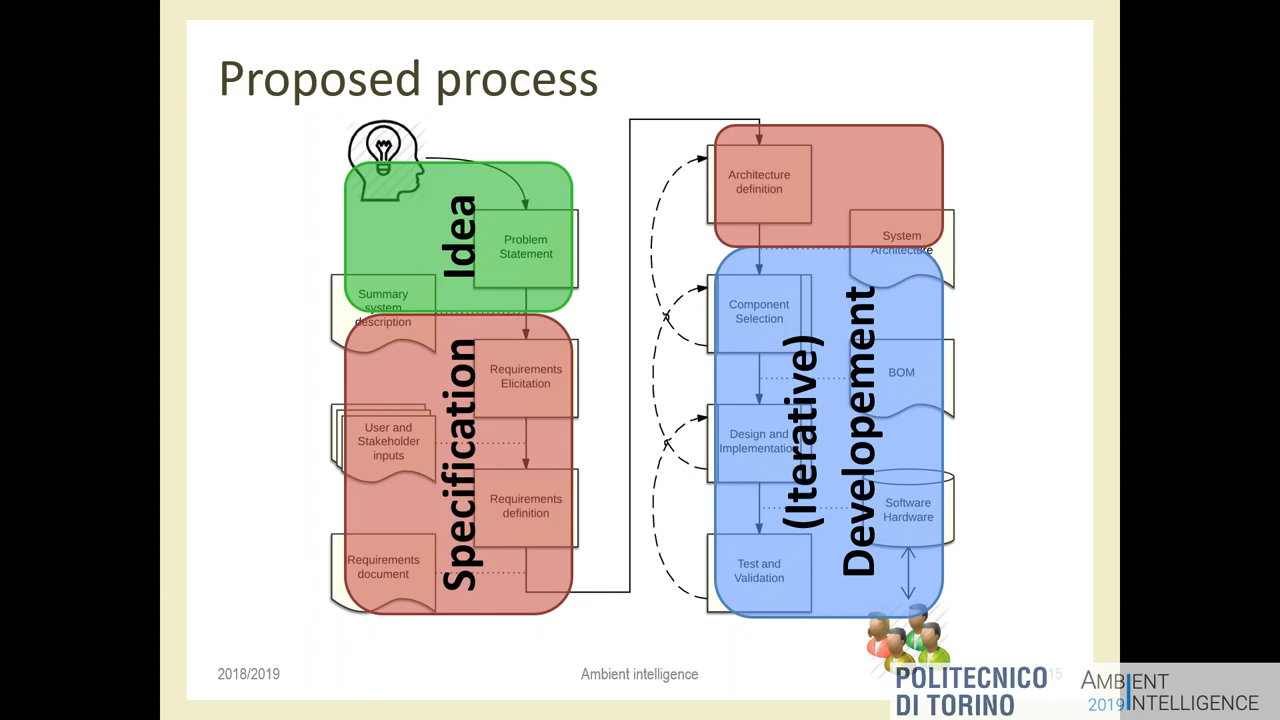 Proposed process
Idea
Problem
Statement
Summary
system
description
Specification
Requirements
Elicitation
User and
Stakeholder
inputs
Requirements
definition
Requirements
document
Architecture
definition
System
Architecture
Component
Selection
(Iterative)
Developement
BOM
Design and
Implementation
Software
Hardware
Test and
Validation
2018/2019
Ambient intelligence
15
POLITECNICO
DI TORINO
AMBIENT
2019 INTELLIGENCE